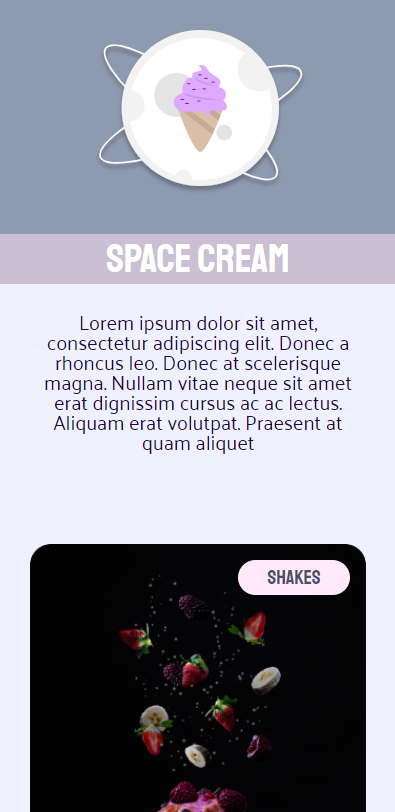 SPACE CREAM
Lorem ipsum dolor sit amet,
consectetur adipiscing elit. Donec a
rhoncus leo. Donec at scelerisque
magna. Nullam vitae neque sit amet
erat dignissim cursus ac ac lectus.
Aliquam erat volutpat. Praesent at
quam aliquet
SHAKES